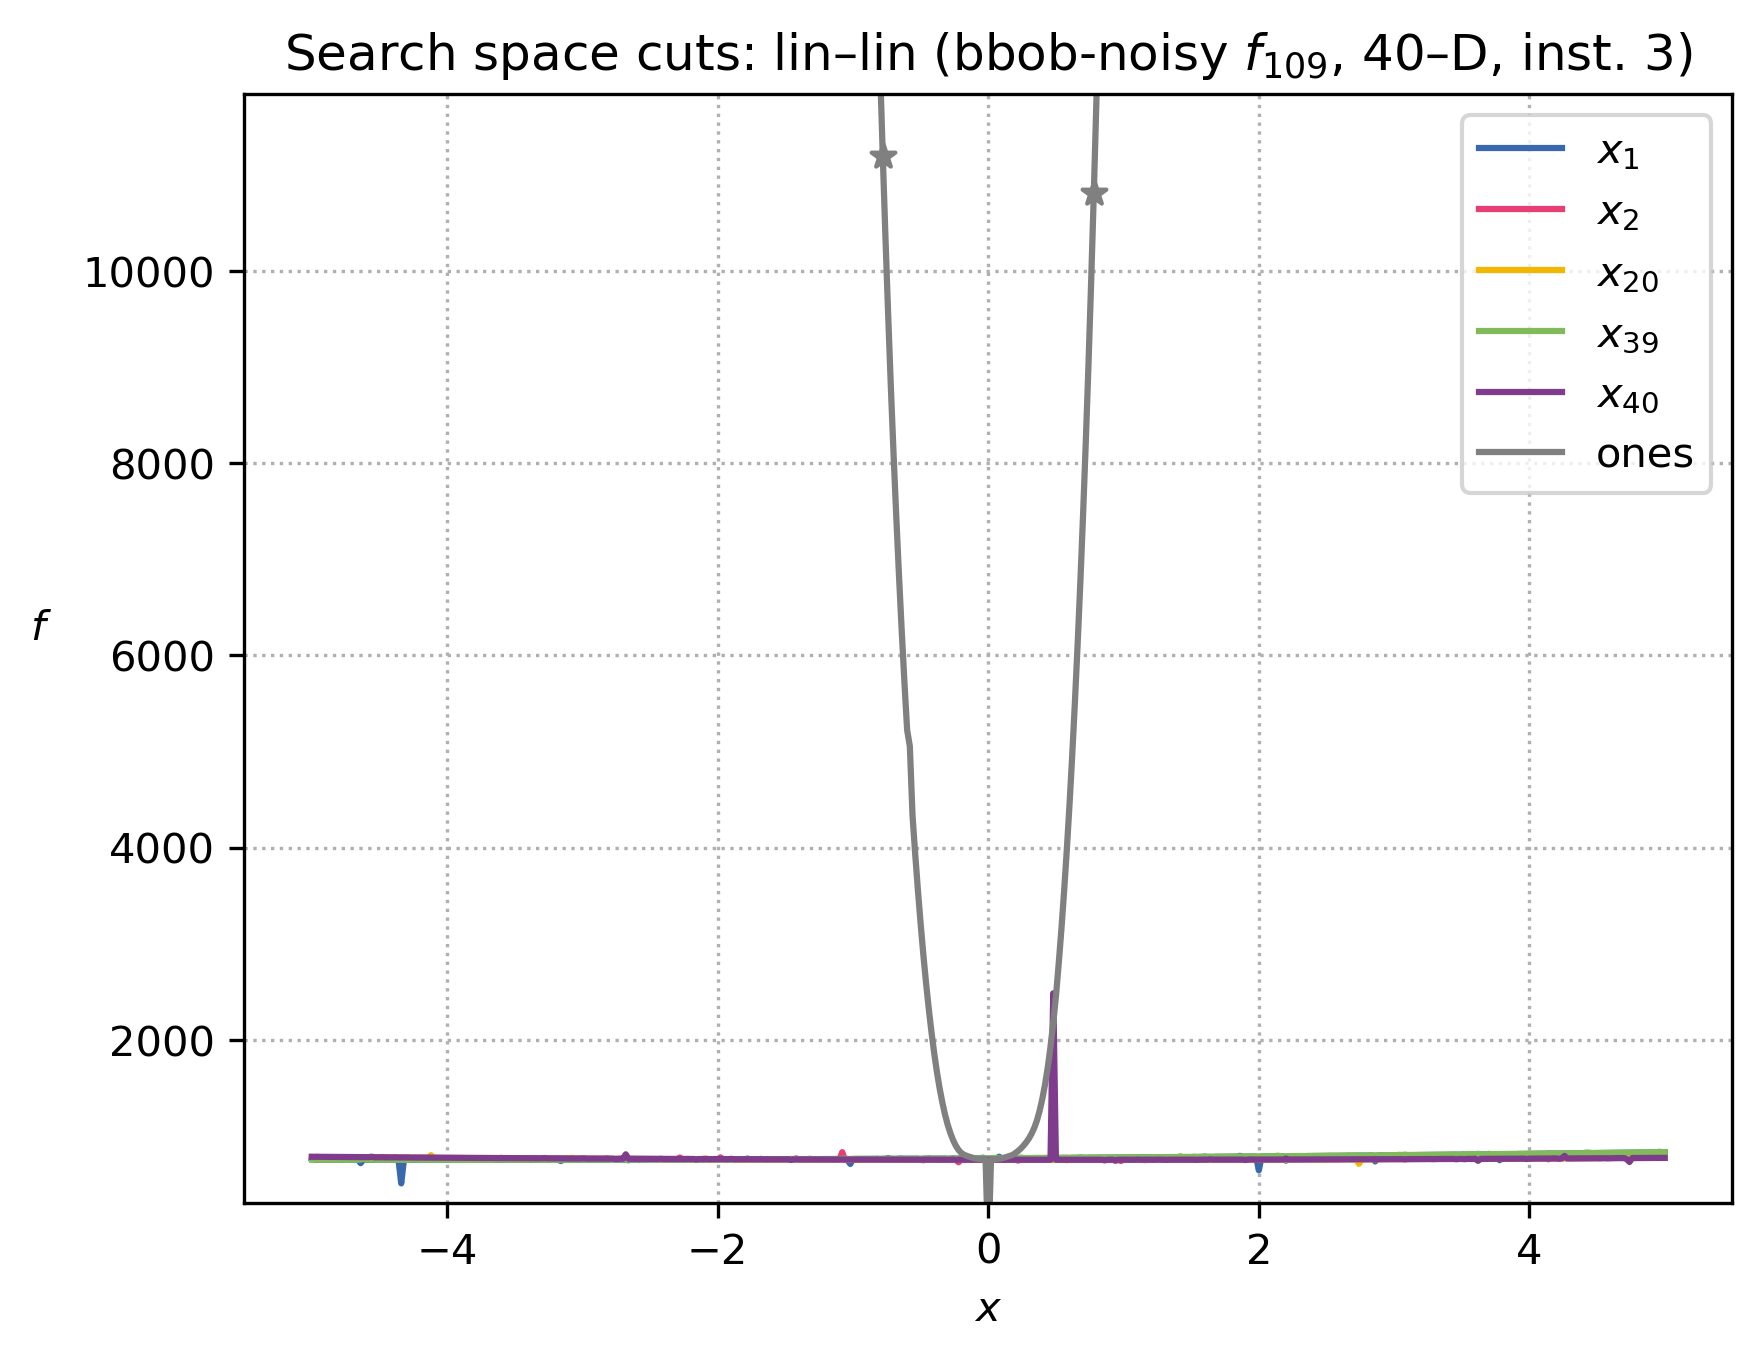 Search space cuts: lin–lin (bbob-noisy f₁₀₉, 40–D, inst. 3)
x₁
x₂
x₂₀
x₃₉
x₄₀
ones
10000
8000
6000
4000
2000
f
−4
−2
0
2
4
x